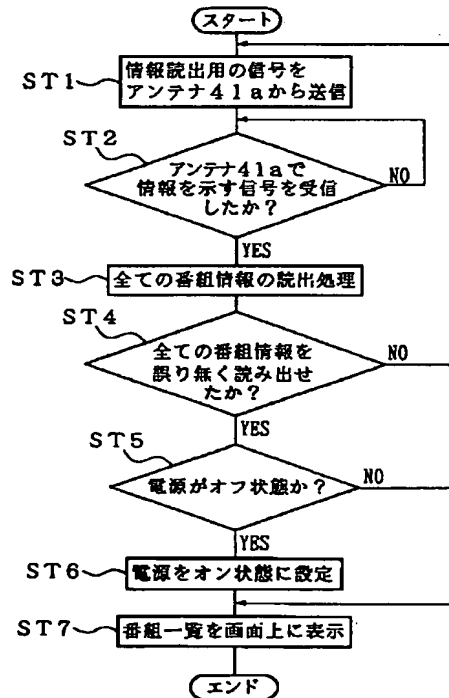 スタート
ST1
情報読出用の信号を
アンテナ41aから送信
ST2
アンテナ41aで
情報を示す信号を受信
したか?
NO
YES
ST3
全ての番組情報の読出処理
ST4
全ての番組情報を
誤り無く読み出せ
たか?
NO
YES
ST5
電源がオフ状態か?
NO
YES
ST6
電源をオン状態に設定
ST7
番組一覧を画面上に表示
エンド